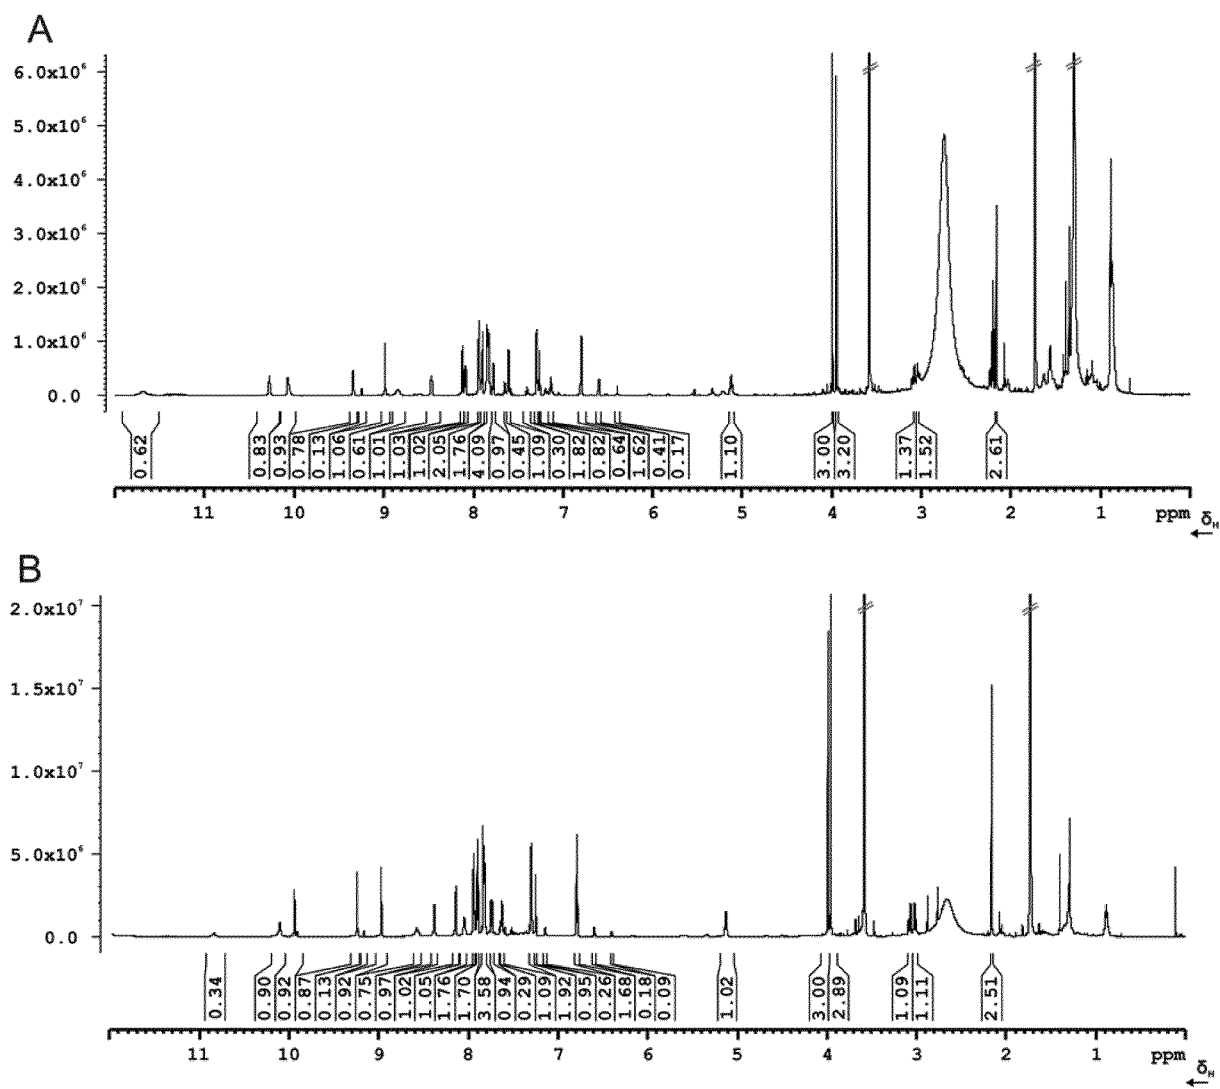 A
6.0x10⁶
5.0x10⁶
4.0x10⁶
3.0x10⁶
2.0x10⁶
1.0x10⁶
0.0
0.62 0.83 0.93 0.78 0.13 1.06 0.61 1.01 1.03 1.02 2.05 1.76 4.09 0.97 0.45 1.09 0.30 1.82 0.82 0.64 1.62 0.41 0.17 1.10 3.00 3.20 1.37 1.52 2.61
11 10 9 8 7 6 5 4 3 2 1 ppm δH
B
2.0x10⁷
1.5x10⁷
1.0x10⁷
5.0x10⁶
0.0
0.34 0.90 0.92 0.87 0.13 0.92 0.75 0.97 1.02 1.05 1.76 1.70 3.58 0.94 0.29 1.09 1.92 0.95 0.26 1.68 0.18 0.09 1.02 3.00 2.89 1.09 1.11 2.51
11 10 9 8 7 6 5 4 3 2 1 ppm δH